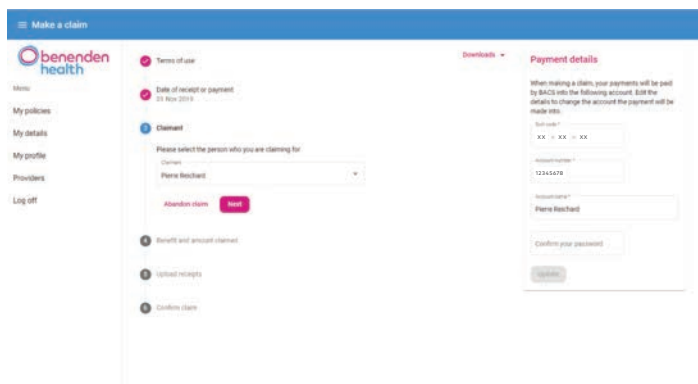 Make a claim
benenden
health
Menu
My policies
My details
My profile
Providers
Log off
Terms of use
Date of receipt or payment
21 Nov 2019
3 Claimant
Please select the person who you are claiming for
Claimant
Pierre Reichard
Abandon claim Next
4 Benefit and amount claimed
5 Upload receipts
6 Confirm claim
Downloads
Payment details
When making a claim, your payments will be paid
by BACS into the following account. Edit the
details to change the account the payment will be
made into.
Sort code *
XX - XX - XX
Account number *
12345678
Account name *
Pierre Reichard
Confirm your password
Update